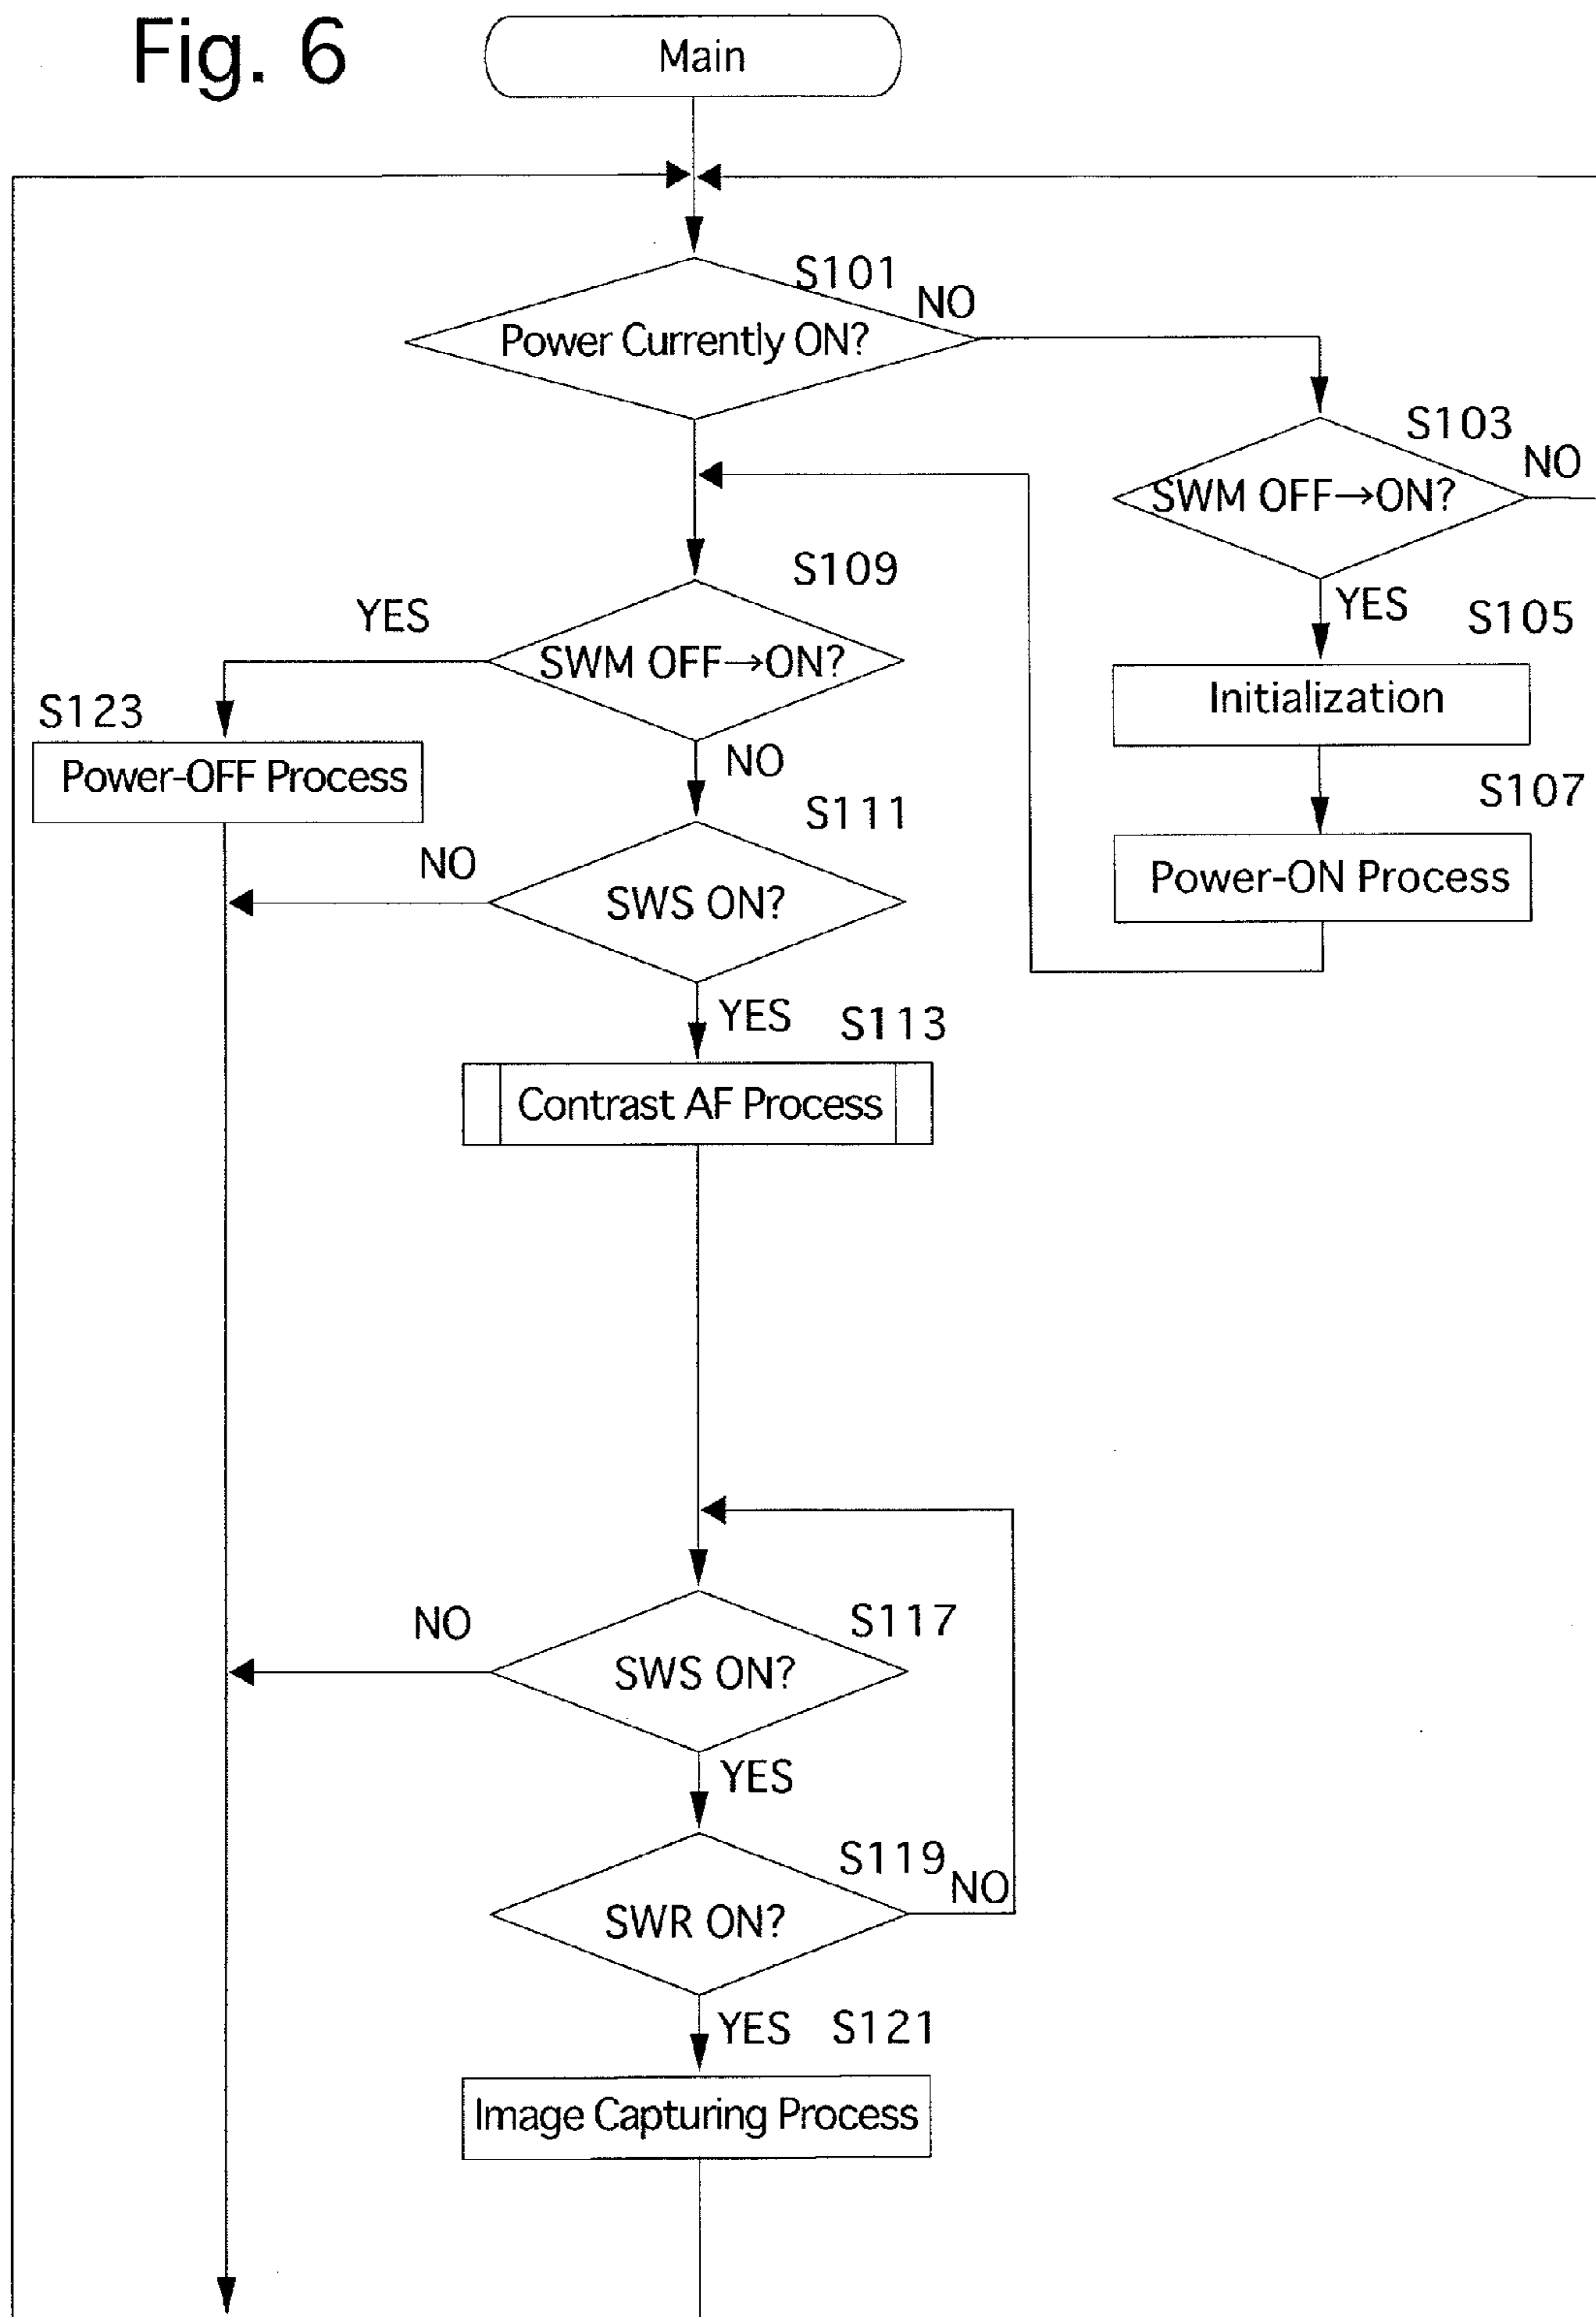 Fig. 6
Main
S101
NO
Power Currently ON?
S103
NO
SWM OFF→ON?
S109
YES
SWM OFF→ON?
YES
S105
Initialization
S123
Power-OFF Process
NO
S107
Power-ON Process
S111
NO
SWS ON?
YES
S113
Contrast AF Process
S117
NO
SWS ON?
YES
S119
NO
SWR ON?
YES
S121
Image Capturing Process